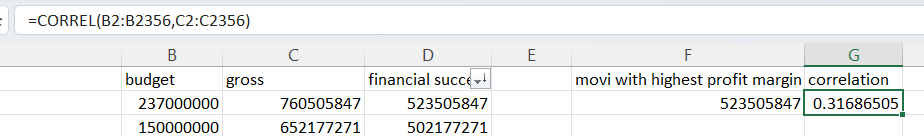 =CORREL(B2:B2356,C2:C2356)
B C D E F G
budget gross financial succe movi with highest profit margin correlation
237000000 760505847 523505847 523505847 0.31686505
150000000 652177271 502177271